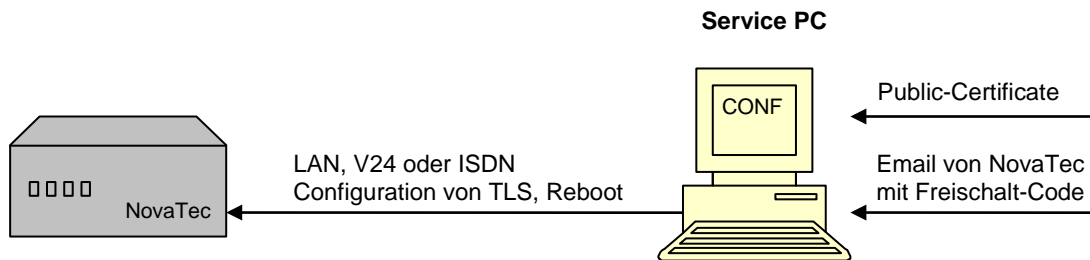 Service PC
CONF
Public-Certificate
LAN, V24 oder ISDN
Configuration von TLS, Reboot
Email von NovaTec
mit Freischalt-Code
NovaTec